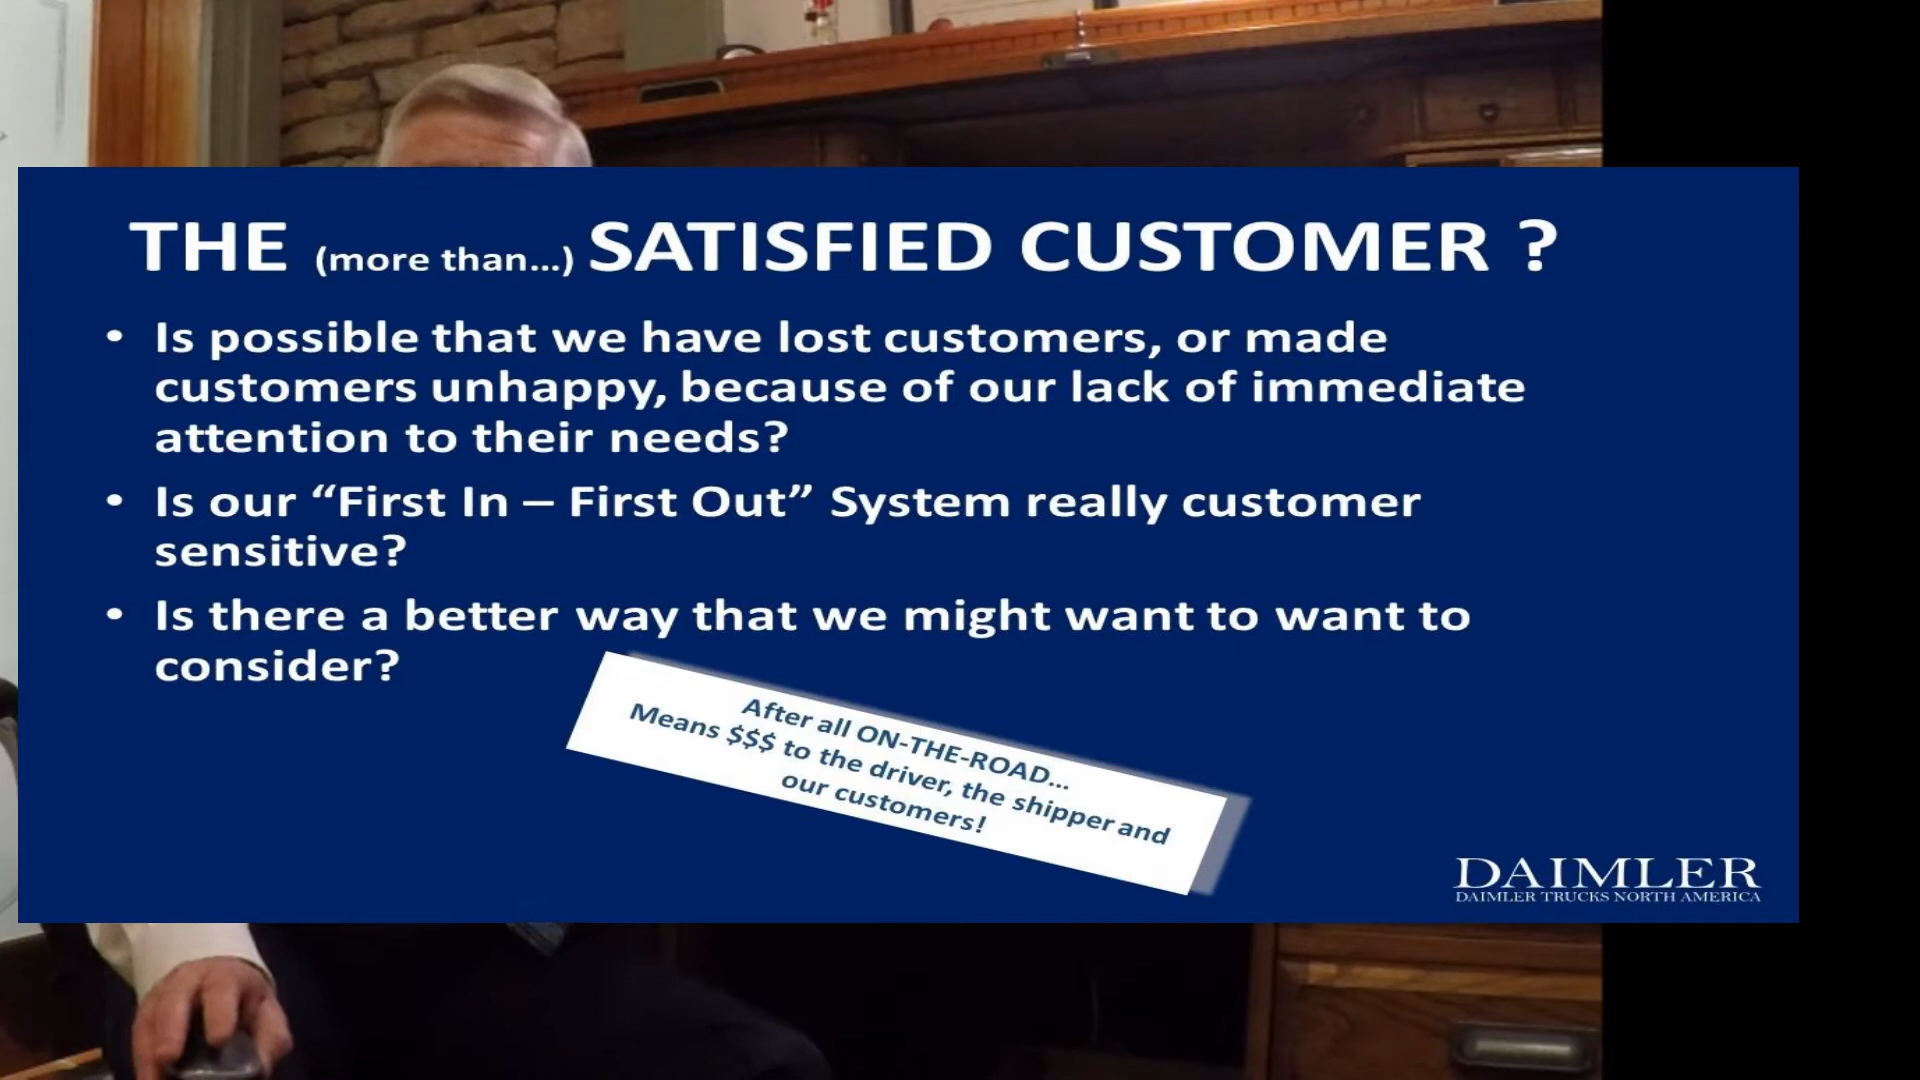 THE (more than...) SATISFIED CUSTOMER ?
• Is possible that we have lost customers, or made
customers unhappy, because of our lack of immediate
attention to their needs?
• Is our “First In – First Out” System really customer
sensitive?
• Is there a better way that we might want to want to
consider?
After all ON-THE-ROAD...
Means $$$ to the driver, the shipper and
our customers!
DAIMLER
DAIMLER TRUCKS NORTH AMERICA